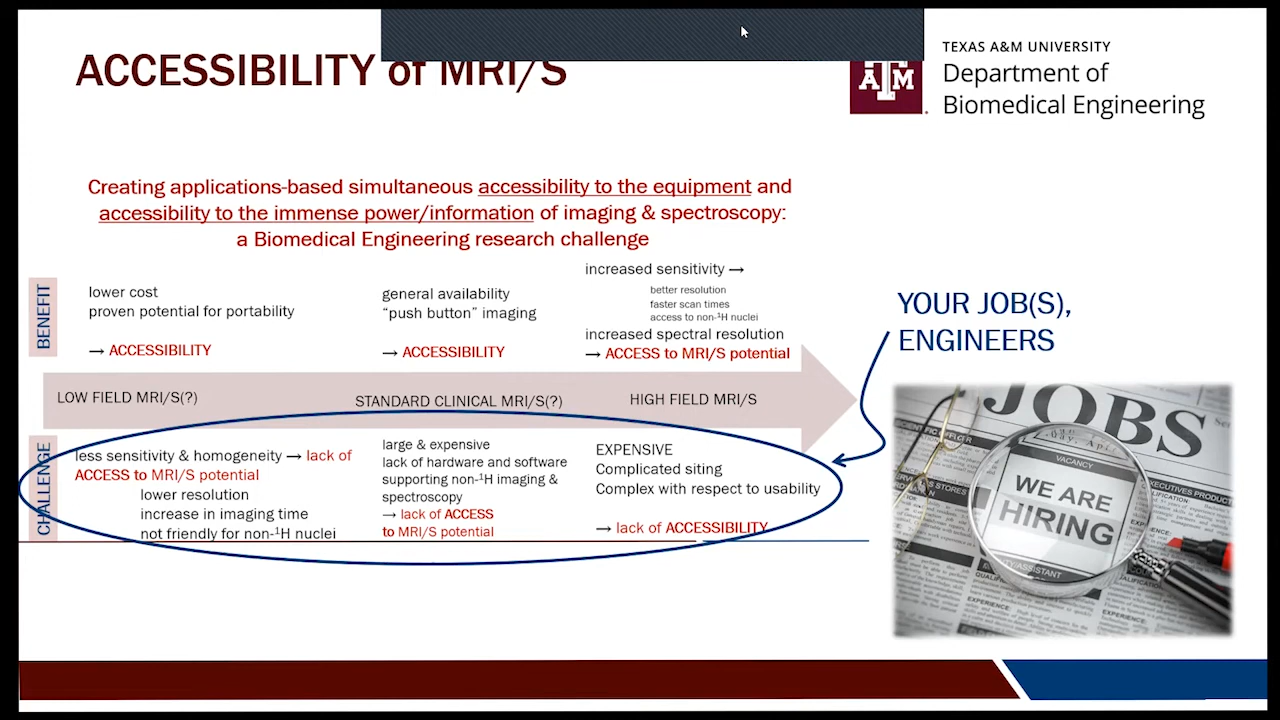 ACCESSIBILITY of MRI/S
TEXAS A&M UNIVERSITY
Department of
Biomedical Engineering
A M
Creating applications-based simultaneous accessibility to the equipment and
accessibility to the immense power/information of imaging & spectroscopy:
a Biomedical Engineering research challenge
BENEFIT
lower cost
proven potential for portability
→ ACCESSIBILITY
general availability
“push button” imaging
→ ACCESSIBILITY
increased sensitivity →
better resolution
faster scan times
access to non-¹H nuclei
increased spectral resolution
→ ACCESS to MRI/S potential
LOW FIELD MRI/S(?)
STANDARD CLINICAL MRI/S(?)
HIGH FIELD MRI/S
CHALLENGE
less sensitivity & homogeneity → lack of
ACCESS to MRI/S potential
lower resolution
increase in imaging time
not friendly for non-¹H nuclei
large & expensive
lack of hardware and software
supporting non-¹H imaging &
spectroscopy
→ lack of ACCESS
to MRI/S potential
EXPENSIVE
Complicated siting
Complex with respect to usability
→ lack of ACCESSIBILITY
YOUR JOB(S),
ENGINEERS
JOBS
VACANCY
WE ARE
HIRING
EXECUTIVES PRODUCT
EXPERIENCE: